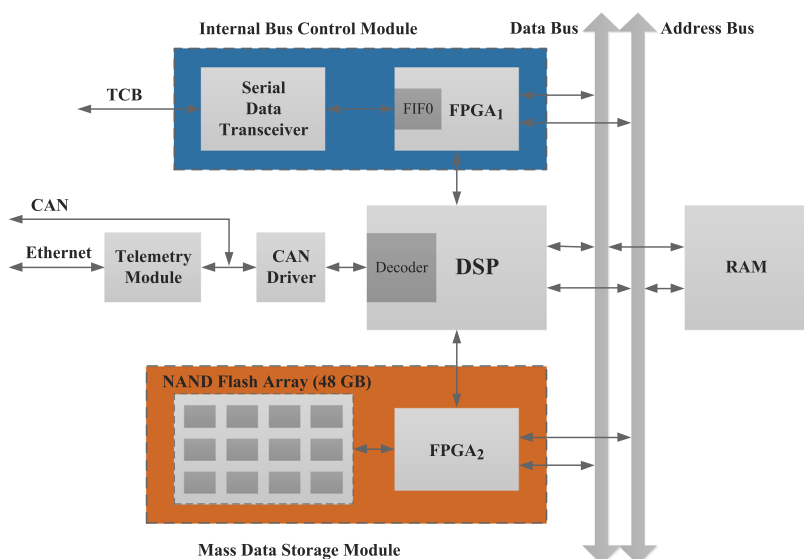 Internal Bus Control Module
Data Bus
Address Bus
TCB
Serial
Data
Transceiver
FIF0
FPGA1
CAN
Ethernet
Telemetry
Module
CAN
Driver
Decoder
DSP
RAM
NAND Flash Array (48 GB)
FPGA2
Mass Data Storage Module